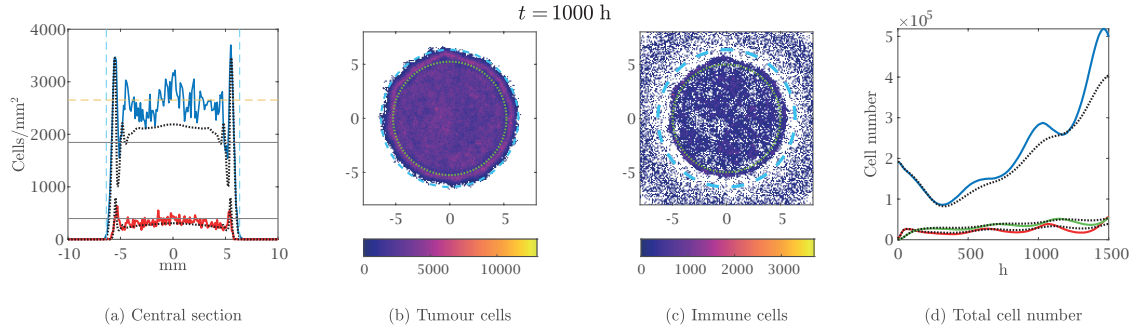 t = 1000 h
4000
3000
2000
1000
0
Cells/mm²
-10 -5 0 5 10
mm
5
0
-5
-5 0 5
0 5000 10000
5
0
-5
-5 0 5
0 1000 2000 3000
×10⁵
5
4
3
2
1
0
Cell number
0 500 1000 1500
h
(a) Central section
(b) Tumour cells
(c) Immune cells
(d) Total cell number